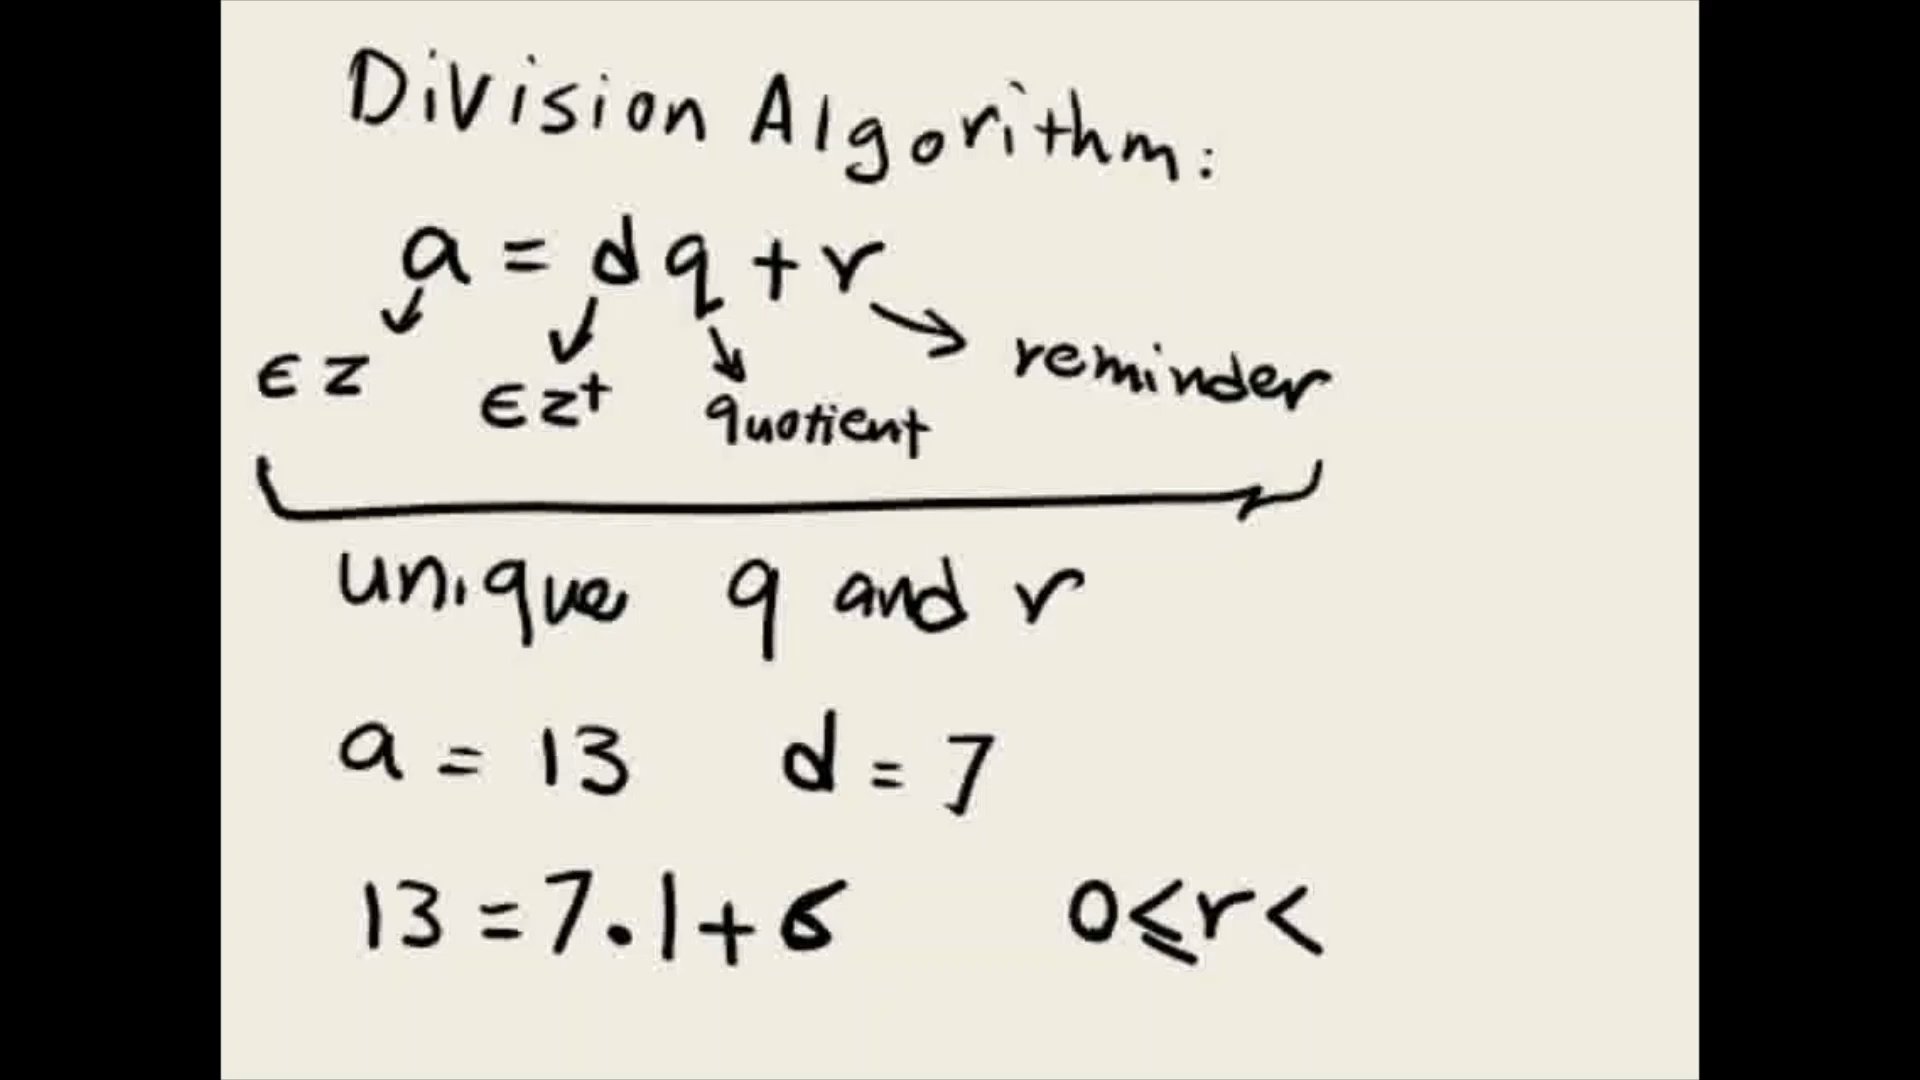 Division Algorithm:
a = dq + r
∈ Z ∈ Z+ quotient reminder
unique q and r
a = 13 d = 7
13 = 7 • 1 + 6 0 ≤ r <